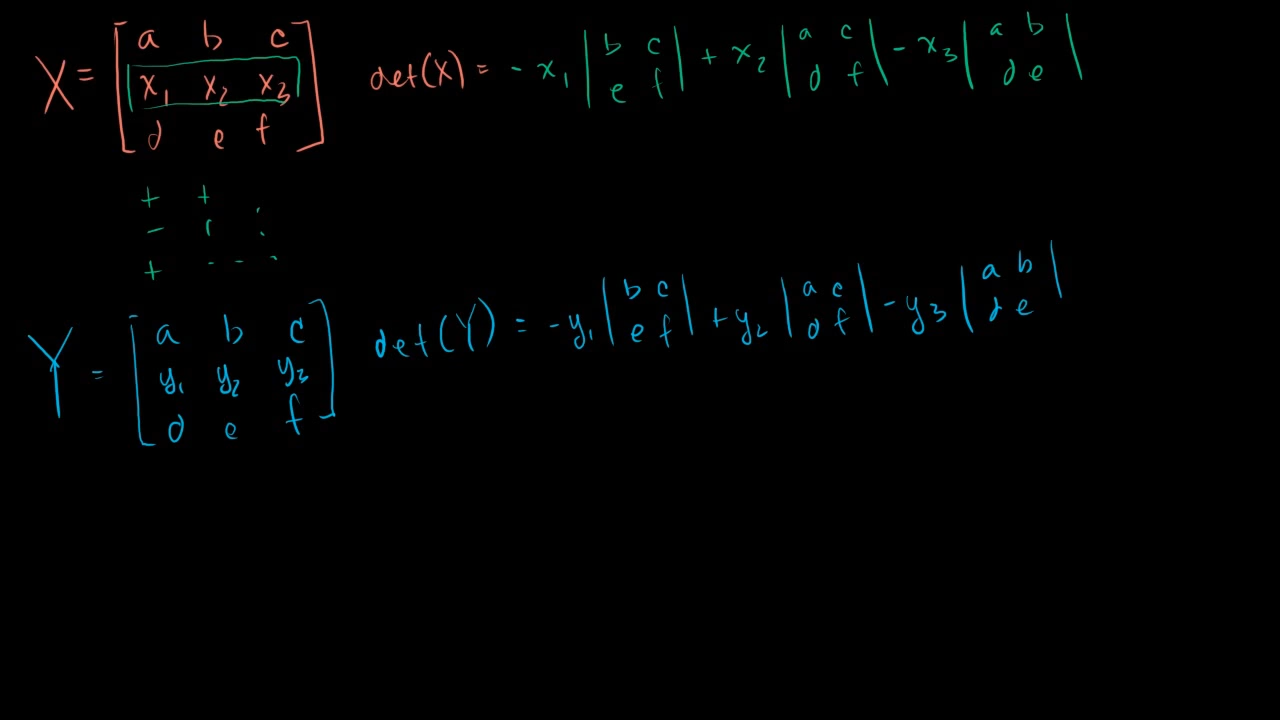 X = [ a b c
x₁ x₂ x₃
d e f ]
det(X) = - x₁ | b c
e f | + x₂ | a c
d f | - x₃ | a b
d e |
+ +
-
+ - -
Y = [ a b c
y₁ y₂ y₃
d e f ]
det(Y) = - y₁ | b c
e f | + y₂ | a c
d f | - y₃ | a b
d e |